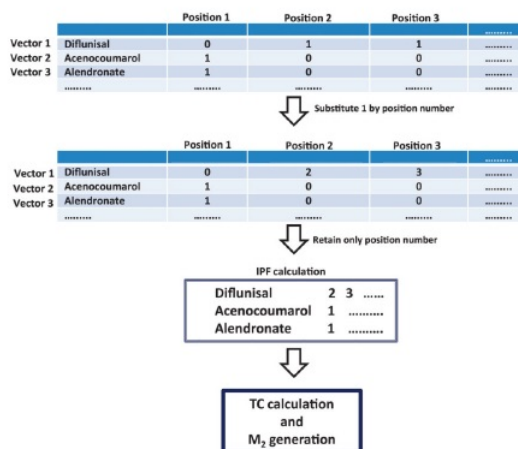 Position 1 Position 2 Position 3
..........
Vector 1 Diflunisal 0 1 1 ..........
Vector 2 Acenocoumarol 1 0 0 ..........
Vector 3 Alendronate 1 0 0 ..........
.......... .......... .......... .......... ..........
Substitute 1 by position number
Position 1 Position 2 Position 3
..........
Vector 1 Diflunisal 0 2 3 ..........
Vector 2 Acenocoumarol 1 0 0 ..........
Vector 3 Alendronate 1 0 0 ..........
.......... .......... .......... .......... ..........
Retain only position number
IPF calculation
Diflunisal 2 3 ......
Acenocoumarol 1 ..........
Alendronate 1 ..........
TC calculation
and
M₂ generation